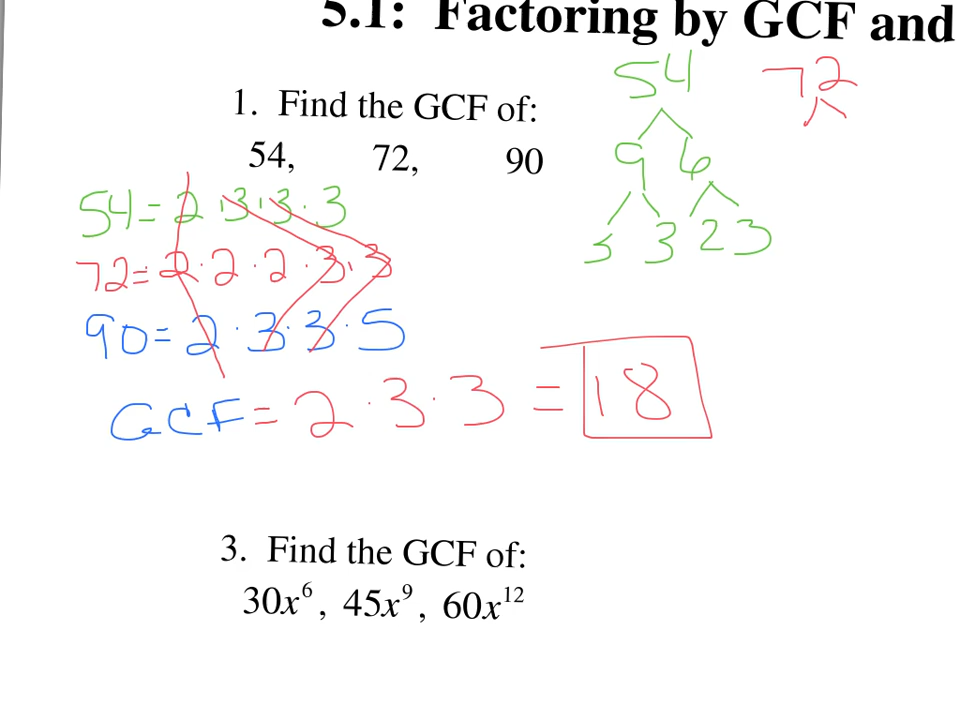 5.1: Factoring by GCF and
1. Find the GCF of:
54, 72, 90
54 = 2·3·3·3
72 = 2·2·2·3·3
90 = 2·3·3·5
GCF = 2·3·3 = 18
54 72
9 6
3 3 2 3
3. Find the GCF of:
30x⁶, 45x⁹, 60x¹²